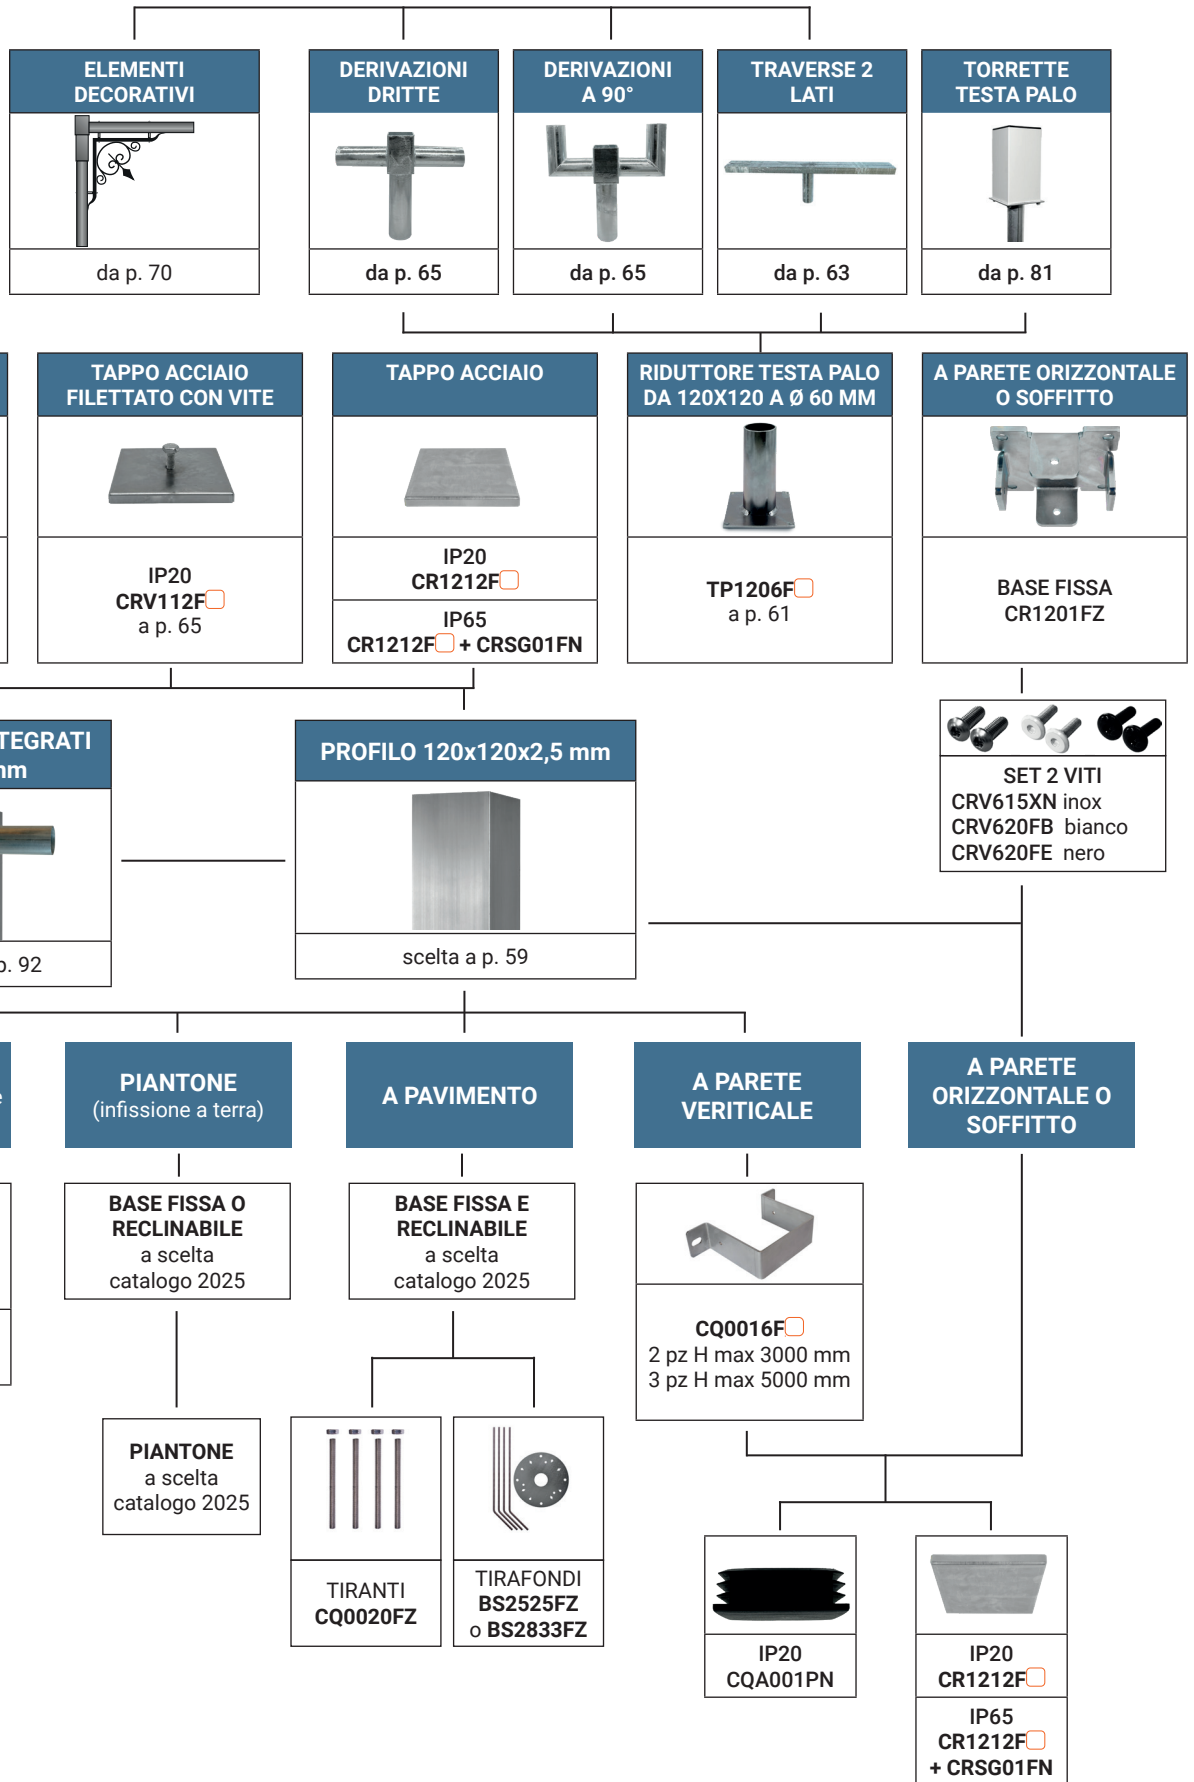 ELEMENTI
DECORATIVI
da p. 70
DERIVAZIONI
DRITTE
da p. 65
DERIVAZIONI
A 90°
da p. 65
TRAVERSE 2
LATI
da p. 63
TORRETTE
TESTA PALO
da p. 81
TAPPO ACCIAIO
FILETTATO CON VITE
IP20
CRV112F
a p. 65
TAPPO ACCIAIO
IP20
CR1212F
IP65
CR1212F + CRSG01FN
RIDUTTORE TESTA PALO
DA 120X120 A Ø 60 MM
TP1206F
a p. 61
A PARETE ORIZZONTALE
O SOFFITTO
BASE FISSA
CR1201FZ
SET 2 VITI
CRV615XN inox
CRV620FB bianco
CRV620FE nero
TEGRATI
p. 92
PROFILO 120x120x2,5 mm
scelta a p. 59
PIANTONE
(infissione a terra)
A PAVIMENTO
A PARETE
VERITICALE
A PARETE
ORIZZONTALE O
SOFFITTO
BASE FISSA O
RECLINABILE
a scelta
catalogo 2025
BASE FISSA E
RECLINABILE
a scelta
catalogo 2025
CQ0016F
2 pz H max 3000 mm
3 pz H max 5000 mm
PIANTONE
a scelta
catalogo 2025
TIRANTI
CQ0020FZ
TIRAFONDI
BS2525FZ
o BS2833FZ
IP20
CQA001PN
IP20
CR1212F
IP65
CR1212F
+ CRSG01FN